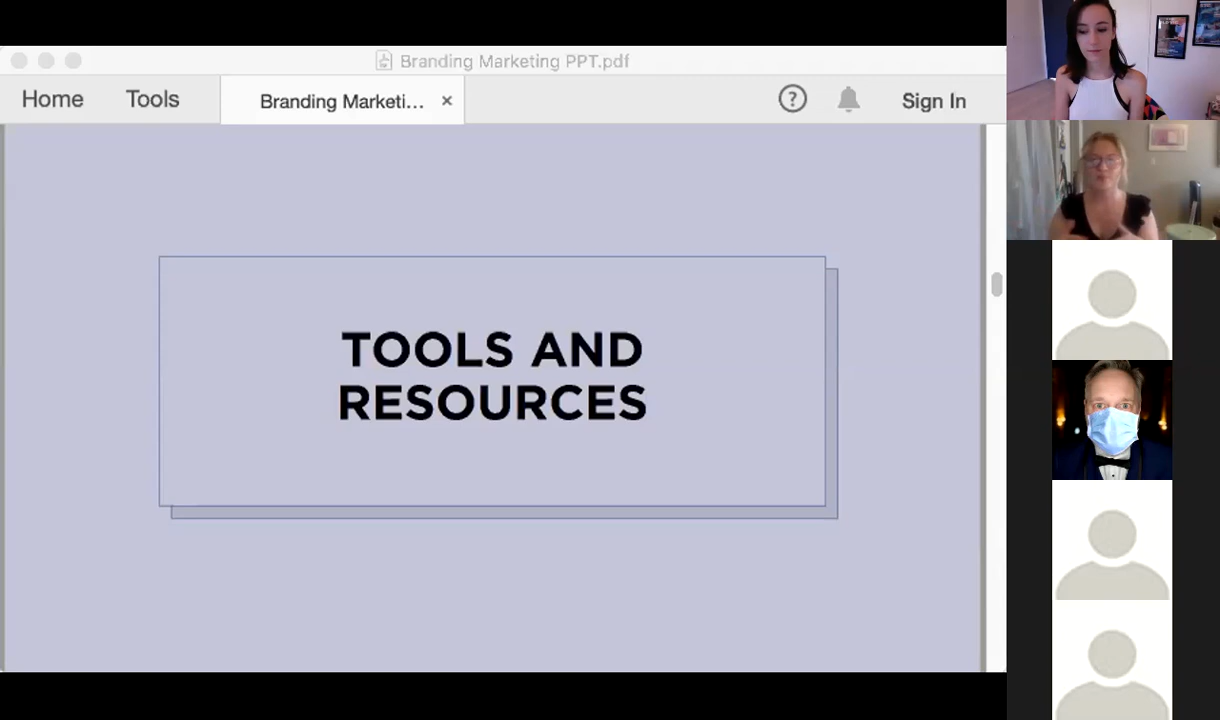 Branding Marketing PPT.pdf
Home
Tools
Branding Marketi...
Sign In
TOOLS AND
RESOURCES